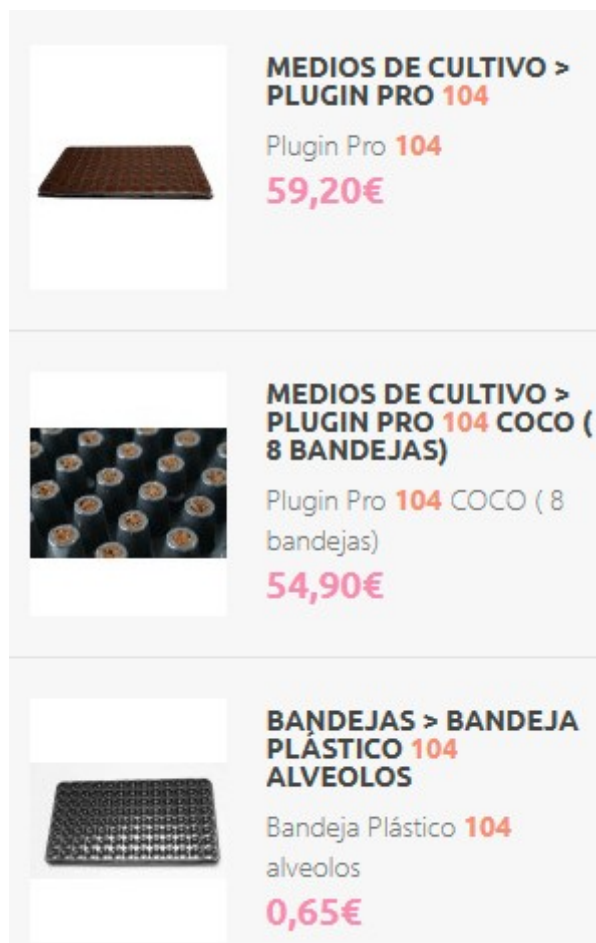 MEDIOS DE CULTIVO >
PLUGIN PRO 104
Plugin Pro 104
59,20€
MEDIOS DE CULTIVO >
PLUGIN PRO 104 COCO (
8 BANDEJAS)
Plugin Pro 104 COCO ( 8
bandejas)
54,90€
BANDEJAS > BANDEJA
PLÁSTICO 104
ALVEOLOS
Bandeja Plástico 104
alveolos
0,65€